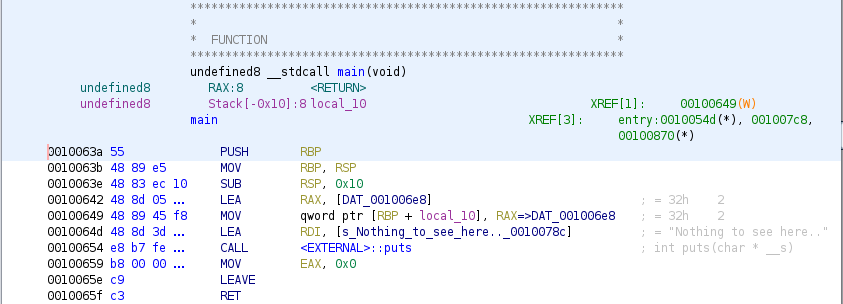 ************************************************************
* *
* FUNCTION *
************************************************************
undefined8 __stdcall main(void)
undefined8 RAX:8 <RETURN>
undefined8 Stack[-0x10]:8 local_10 XREF[1]: 00100649(W)
main XREF[3]: entry:0010054d(*), 001007c8,
00100870(*)
0010063a 55 PUSH RBP
0010063b 48 89 e5 MOV RBP, RSP
0010063e 48 83 ec 10 SUB RSP, 0x10
00100642 48 8d 05 ... LEA RAX, [DAT_001006e8] ; = 32h 2
00100649 48 89 45 f8 MOV qword ptr [RBP + local_10], RAX=>DAT_001006e8 ; = 32h 2
0010064d 48 8d 3d ... LEA RDI, [s_Nothing_to_see_here.._0010078c] ; = "Nothing to see here.."
00100654 e8 b7 fe ... CALL <EXTERNAL>::puts ; int puts(char * __s)
00100659 b8 00 00 ... MOV EAX, 0x0
0010065e c9 LEAVE
0010065f c3 RET